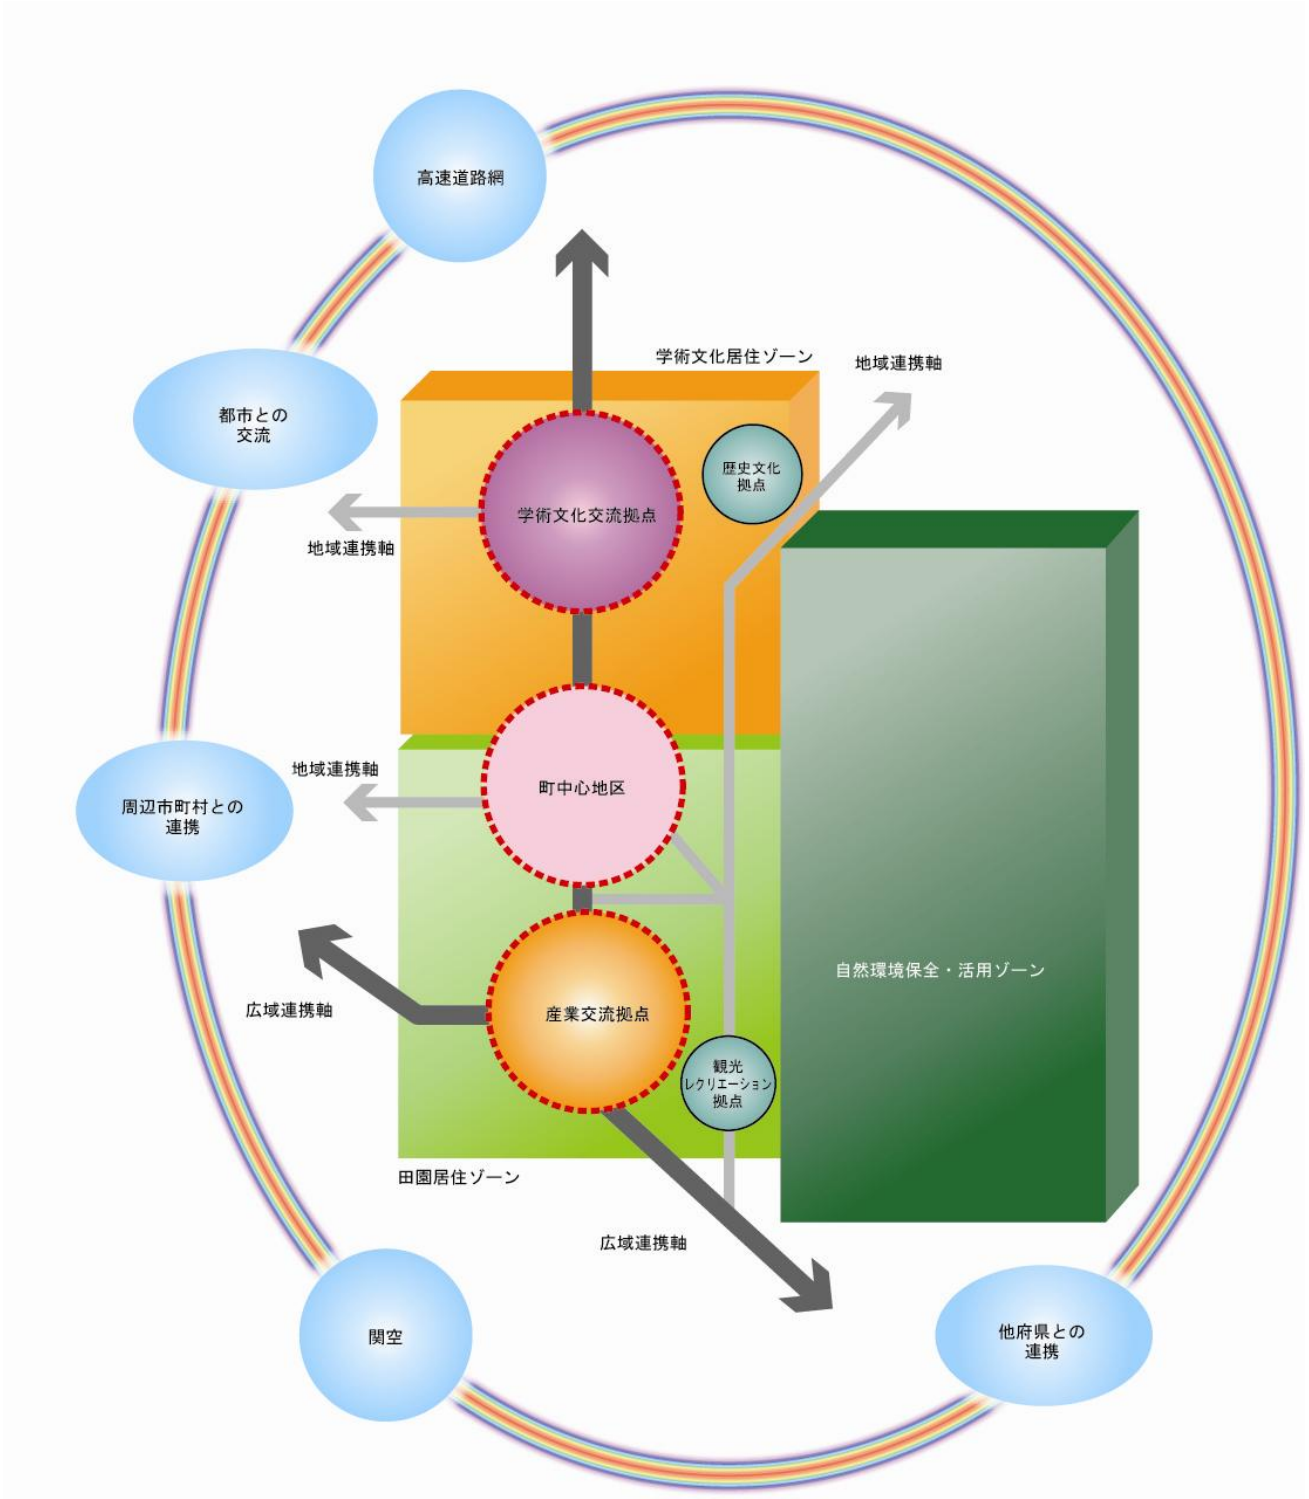 高速道路網
学術文化居住ゾーン
地域連携軸
都市との
交流
歴史文化
拠点
学術文化交流拠点
地域連携軸
地域連携軸
町中心地区
周辺市町村との
連携
自然環境保全・活用ゾーン
広域連携軸
産業交流拠点
観光
レクリエーション
拠点
田園居住ゾーン
広域連携軸
関空
他府県との
連携